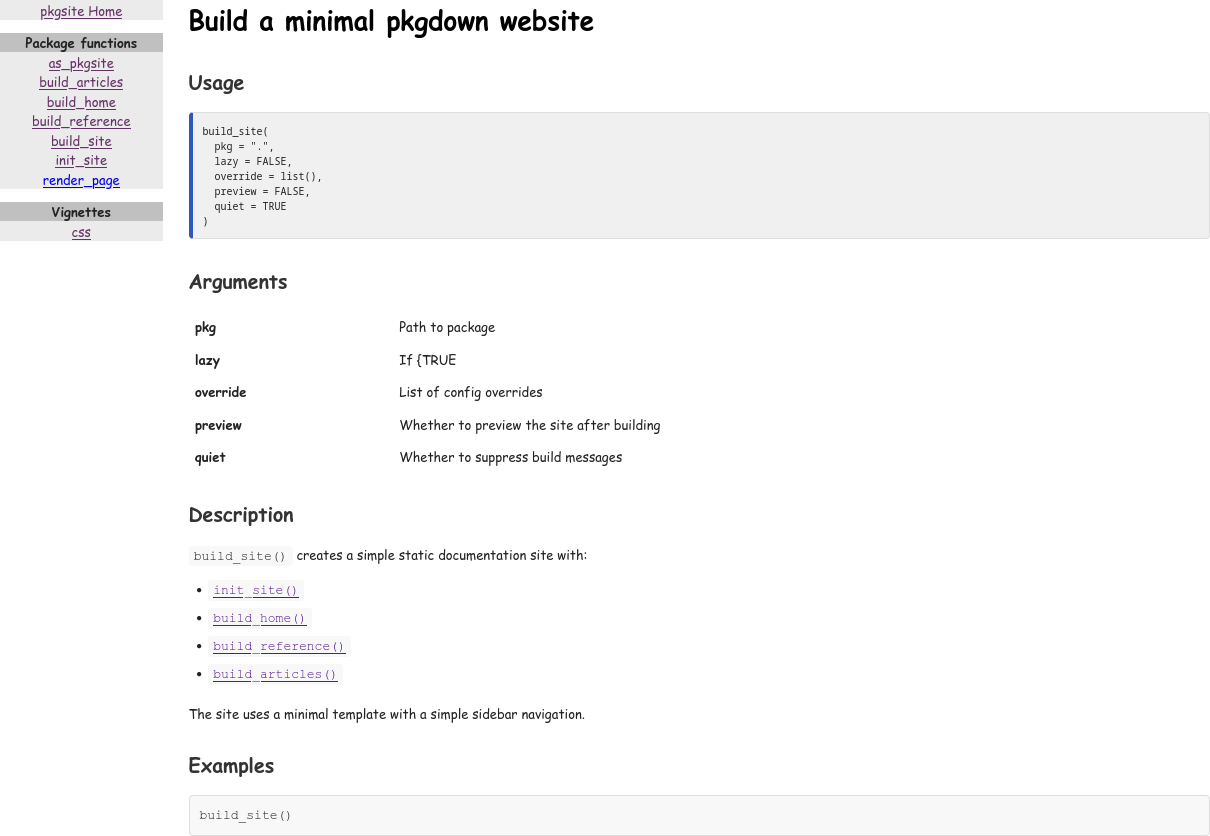 pkgsite Home
Package functions
as_pkgsite
build_articles
build_home
build_reference
build_site
init_site
render_page
Vignettes
css
Build a minimal pkgdown website
Usage
build_site(
  pkg = ".",
  lazy = FALSE,
  override = list(),
  preview = FALSE,
  quiet = TRUE
)
Arguments
pkg Path to package
lazy If {TRUE
override List of config overrides
preview Whether to preview the site after building
quiet Whether to suppress build messages
Description
build_site() creates a simple static documentation site with:
• init_site()
• build_home()
• build_reference()
• build_articles()
The site uses a minimal template with a simple sidebar navigation.
Examples
build_site()